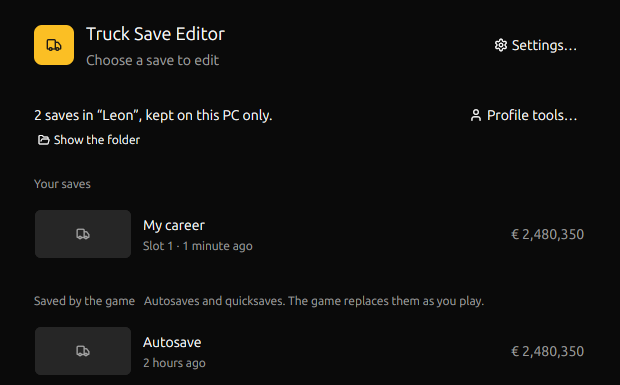 Truck Save Editor
Choose a save to edit
Settings...
2 saves in “Leon”, kept on this PC only.
Profile tools...
Show the folder
Your saves
My career
Slot 1 · 1 minute ago
€ 2,480,350
Saved by the game Autosaves and quicksaves. The game replaces them as you play.
Autosave
2 hours ago
€ 2,480,350